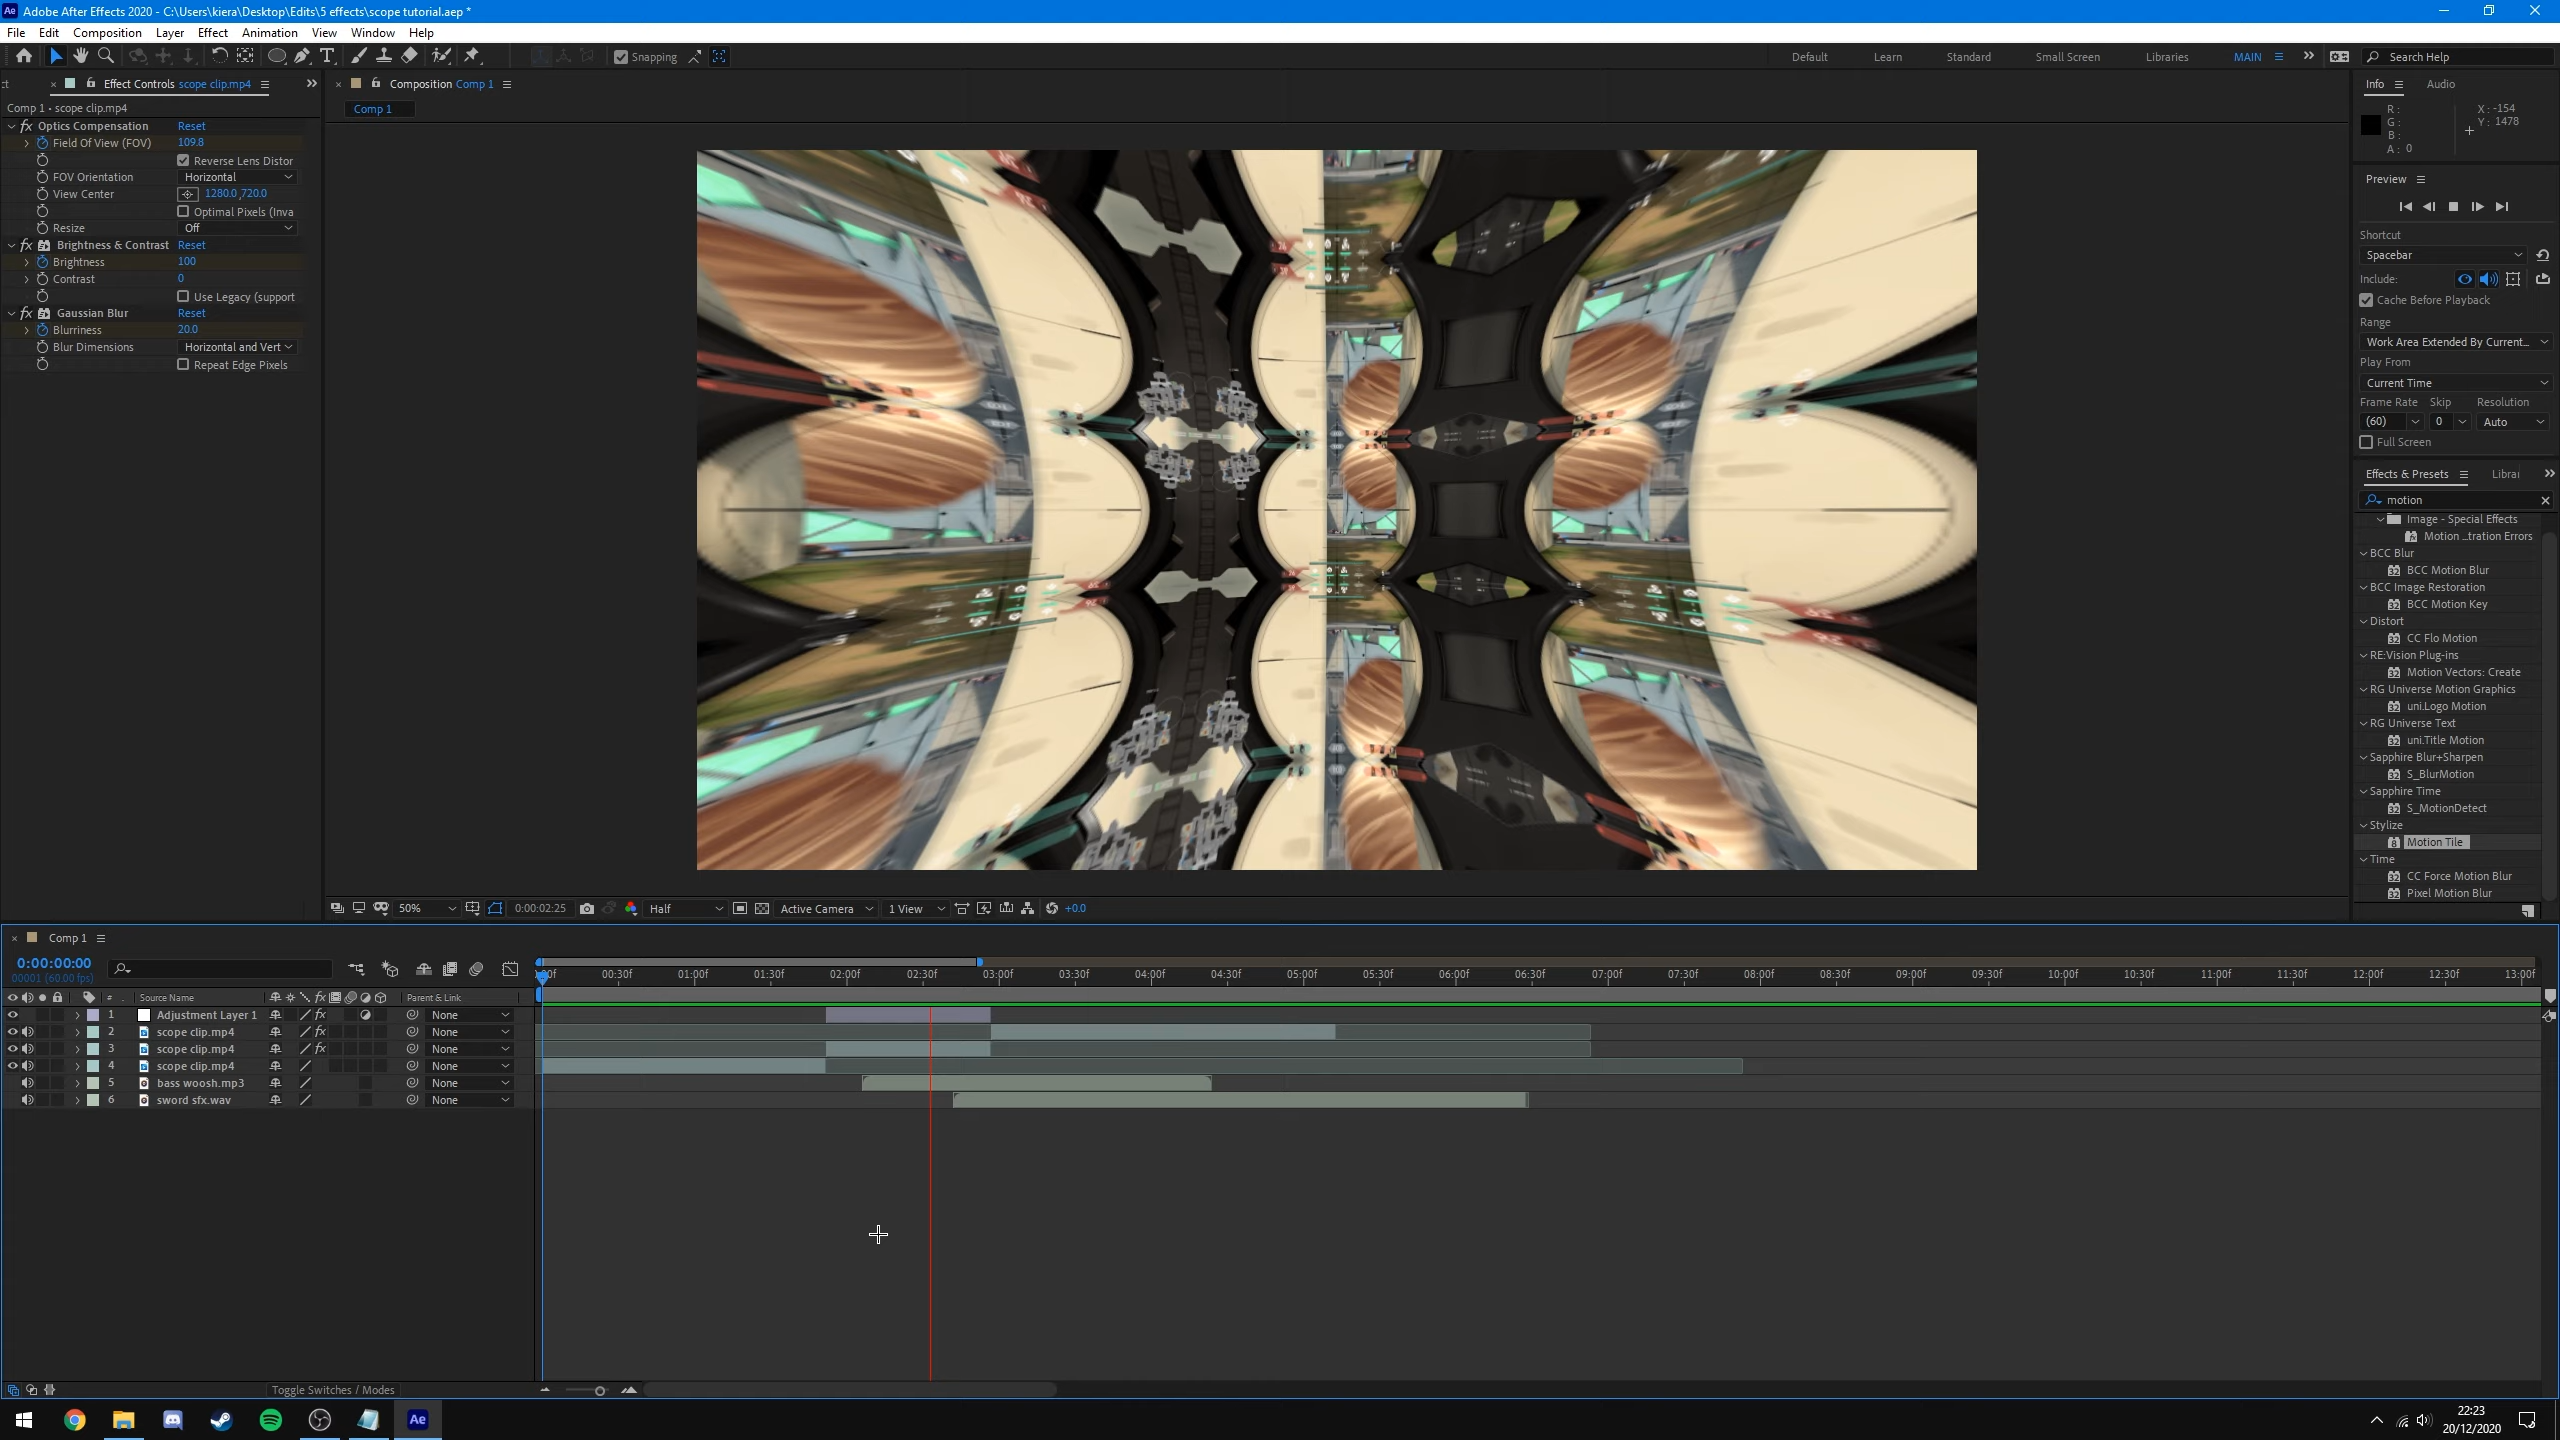 Adobe After Effects 2020 - C:\Users\kiera\Desktop\Edits\5 effects\scope tutorial.aep *
File Edit Composition Layer Effect Animation View Window Help
Snapping
Default Learn Standard Small Screen Libraries MAIN
Search Help
Effect Controls scope clip.mp4
Comp 1 • scope clip.mp4
Optics Compensation Reset
Field Of View (FOV) 109.8
Reverse Lens Distor
FOV Orientation Horizontal
View Center 1280.0,720.0
Optimal Pixels (Inva
Resize Off
Brightness & Contrast Reset
Brightness 100
Contrast 0
Use Legacy (support
Gaussian Blur Reset
Blurriness 20.0
Blur Dimensions Horizontal and Vert
Repeat Edge Pixels
Composition Comp 1
Comp 1
50% 0:00:02:25 Half Active Camera 1 View +0.0
Info Audio
R :
G :
B :
A : 0
X : -154
Y : 1478
Preview
Shortcut
Spacebar
Include:
Cache Before Playback
Range
Work Area Extended By Current...
Play From
Current Time
Frame Rate Skip Resolution
(60) 0 Auto
Full Screen
Effects & Presets Librai
motion
Image - Special Effects
Motion ...tration Errors
BCC Blur
BCC Motion Blur
BCC Image Restoration
BCC Motion Key
Distort
CC Flo Motion
RE:Vision Plug-ins
Motion Vectors: Create
RG Universe Motion Graphics
uni.Logo Motion
RG Universe Text
uni.Title Motion
Sapphire Blur+Sharpen
S_BlurMotion
Sapphire Time
S_MotionDetect
Stylize
Motion Tile
Time
CC Force Motion Blur
Pixel Motion Blur
Comp 1
0:00:00:00
00001 (60.00 fps)
00:30f 01:00f 01:30f 02:00f 02:30f 03:00f 03:30f 04:00f 04:30f 05:00f 05:30f 06:00f 06:30f 07:00f 07:30f 08:00f 08:30f 09:00f 09:30f 10:00f 10:30f 11:00f 11:30f 12:00f 12:30f 13:00f
# Source Name Parent & Link
1 Adjustment Layer 1 None
2 scope clip.mp4 None
3 scope clip.mp4 None
4 scope clip.mp4 None
5 bass woosh.mp3 None
6 sword sfx.wav None
Toggle Switches / Modes
22:23
20/12/2020